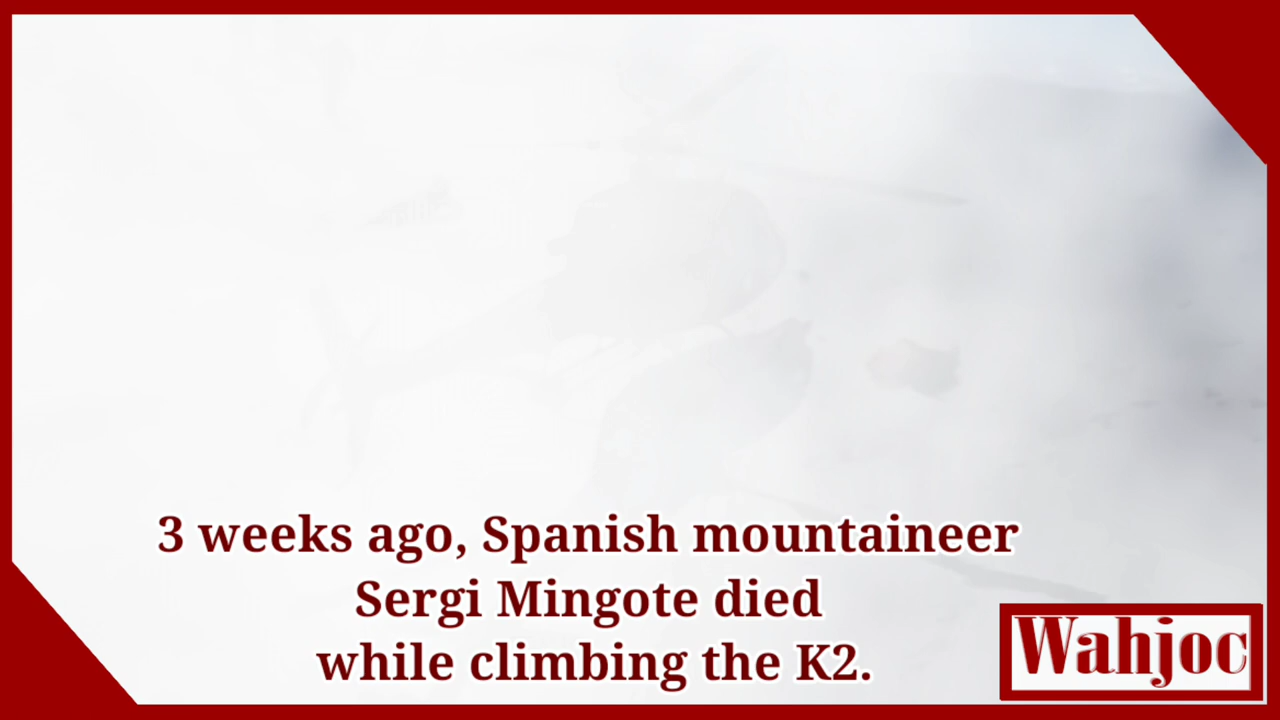 3 weeks ago, Spanish mountaineer
Sergi Mingote died
while climbing the K2.
Wahjoc